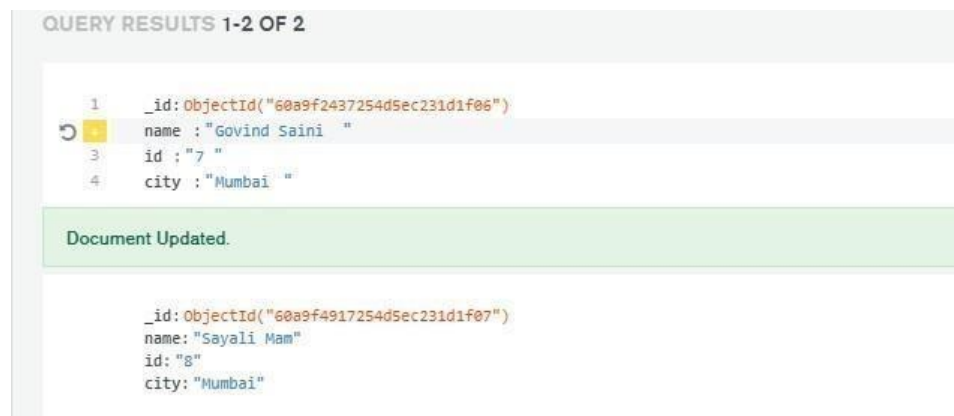 QUERY RESULTS 1-2 OF 2
1 _id: ObjectId("60a9f2437254d5ec231d1f06")
name : "Govind Saini  "
3 id : "7 "
4 city : "Mumbai  "
Document Updated.
_id: ObjectId("60a9f4917254d5ec231d1f07")
name: "Sayali Mam"
id: "8"
city: "Mumbai"